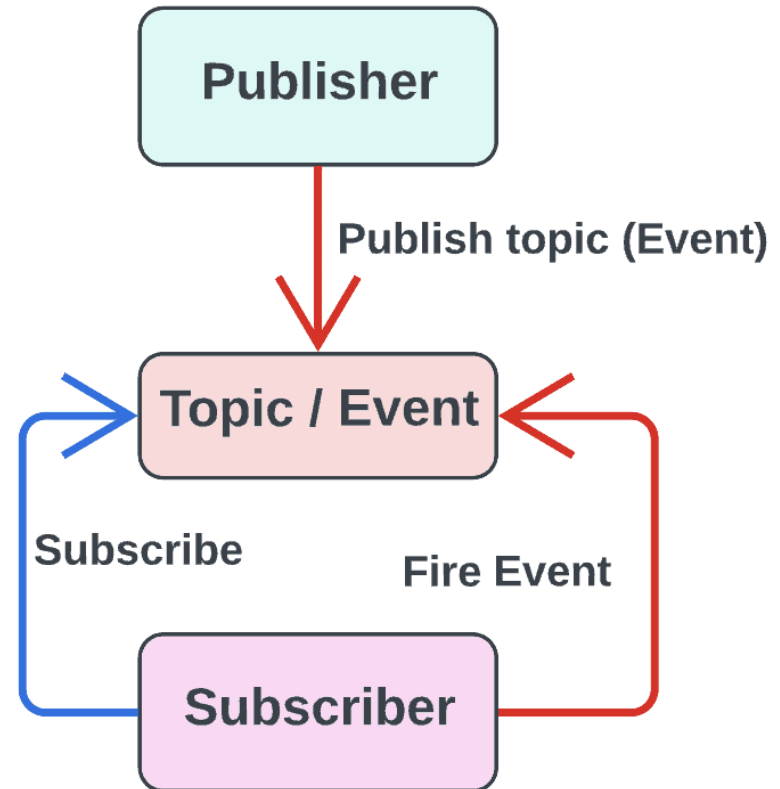 Publisher
Publish topic (Event)
Topic / Event
Subscribe
Fire Event
Subscriber